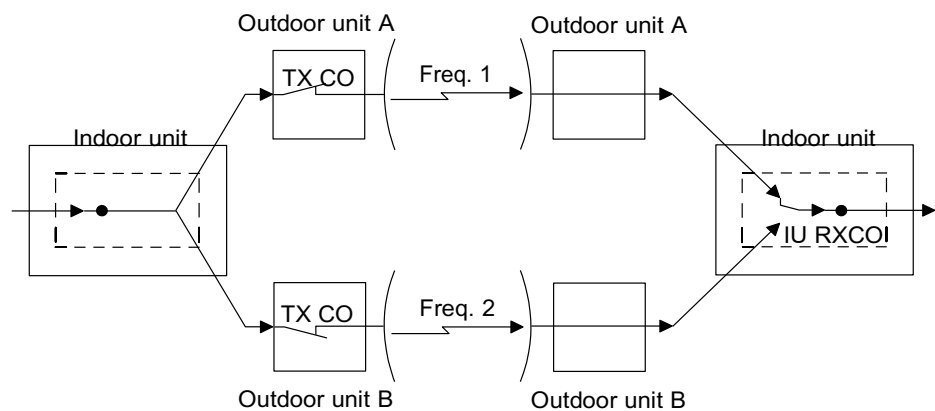 Outdoor unit A
Outdoor unit A
TX CO
Freq. 1
Indoor unit
Indoor unit
IU RXCO
TX CO
Freq. 2
Outdoor unit B
Outdoor unit B